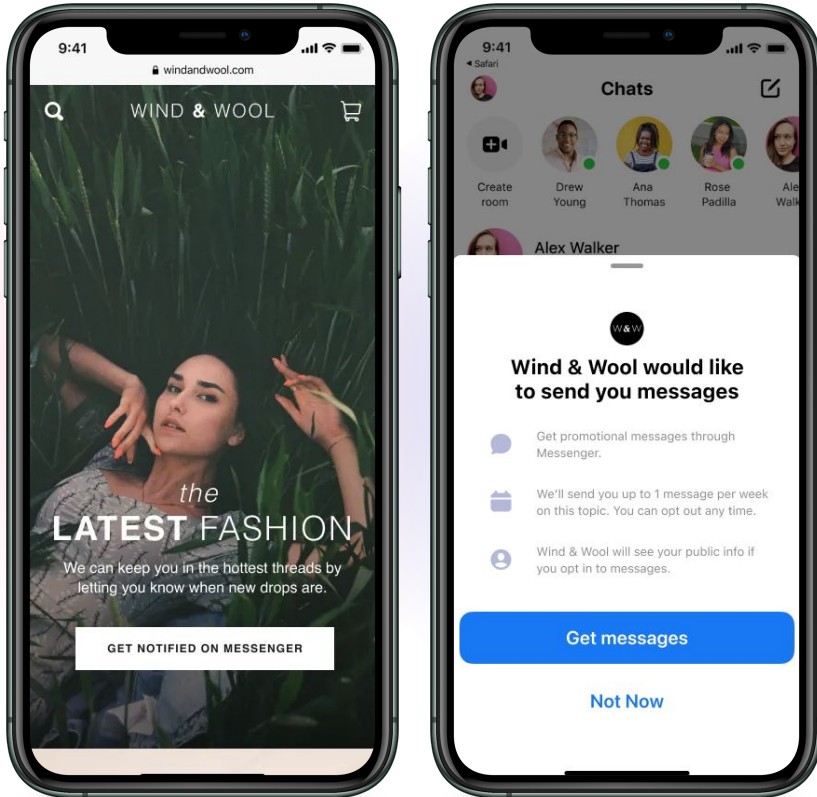 9:41
windandwool.com
WIND & WOOL
the
LATEST FASHION
We can keep you in the hottest threads by
letting you know when new drops are.
GET NOTIFIED ON MESSENGER
9:41
Safari
Chats
Create
room
Drew
Young
Ana
Thomas
Rose
Padilla
Ale
Walk
Alex Walker
W&W
Wind & Wool would like
to send you messages
Get promotional messages through
Messenger.
We'll send you up to 1 message per week
on this topic. You can opt out any time.
Wind & Wool will see your public info if
you opt in to messages.
Get messages
Not Now